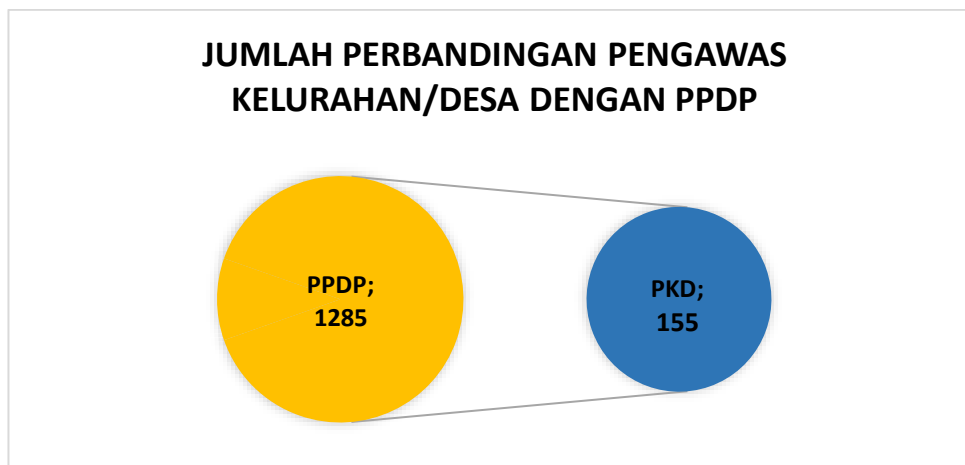 JUMLAH PERBANDINGAN PENGAWAS
KELURAHAN/DESA DENGAN PPDP
PPDP;
1285
PKD;
155